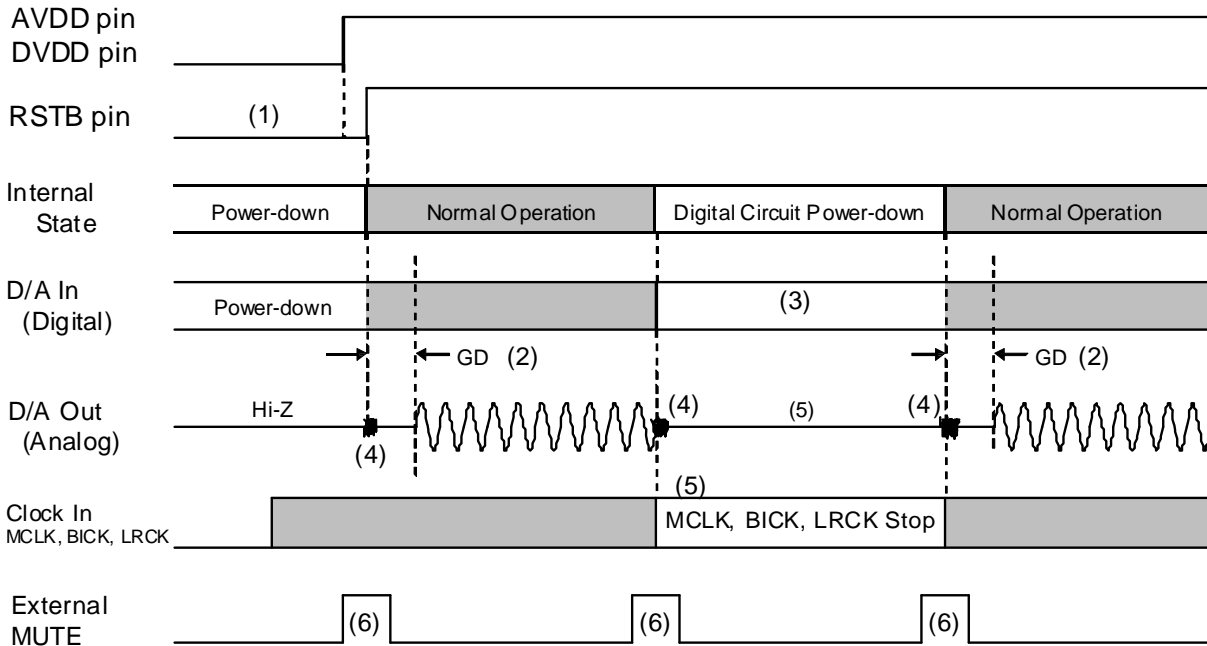 AVDD pin
DVDD pin
RSTB pin
(1)
Internal
State
Power-down
Normal Operation
Digital Circuit Power-down
Normal Operation
D/A In
(Digital)
Power-down
(3)
GD (2)
GD (2)
D/A Out
(Analog)
Hi-Z
(4)
(4)
(5)
(4)
Clock In
MCLK, BICK, LRCK
(5)
MCLK, BICK, LRCK Stop
External
MUTE
(6)
(6)
(6)